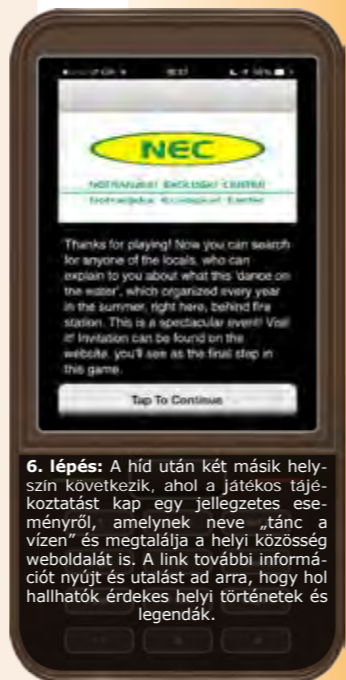 NEC
NOTRANJSKI EKOLOŠKI CENTER
Notranjska Ecological Center
Thanks for playing! Now you can search
for anyone of the locals, who can
explain to you about what this 'dance on
the water', which organized every year
in the summer, right here, behind fire
station. This is a spectacular event! Visit
it! Invitation can be found on the
website, you'll see as the final step in
this game.
Tap To Continue
6. lépés: A híd után két másik hely-
szín következik, ahol a játékos tájé-
koztatást kap egy jellegzetes ese-
ményről, amelynek neve „tánc a
vízen” és megtalálja a helyi közösség
weboldalát is. A link további informá-
ciót nyújt és utalást ad arra, hogy hol
hallhatók érdekes helyi történetek és
legendák.